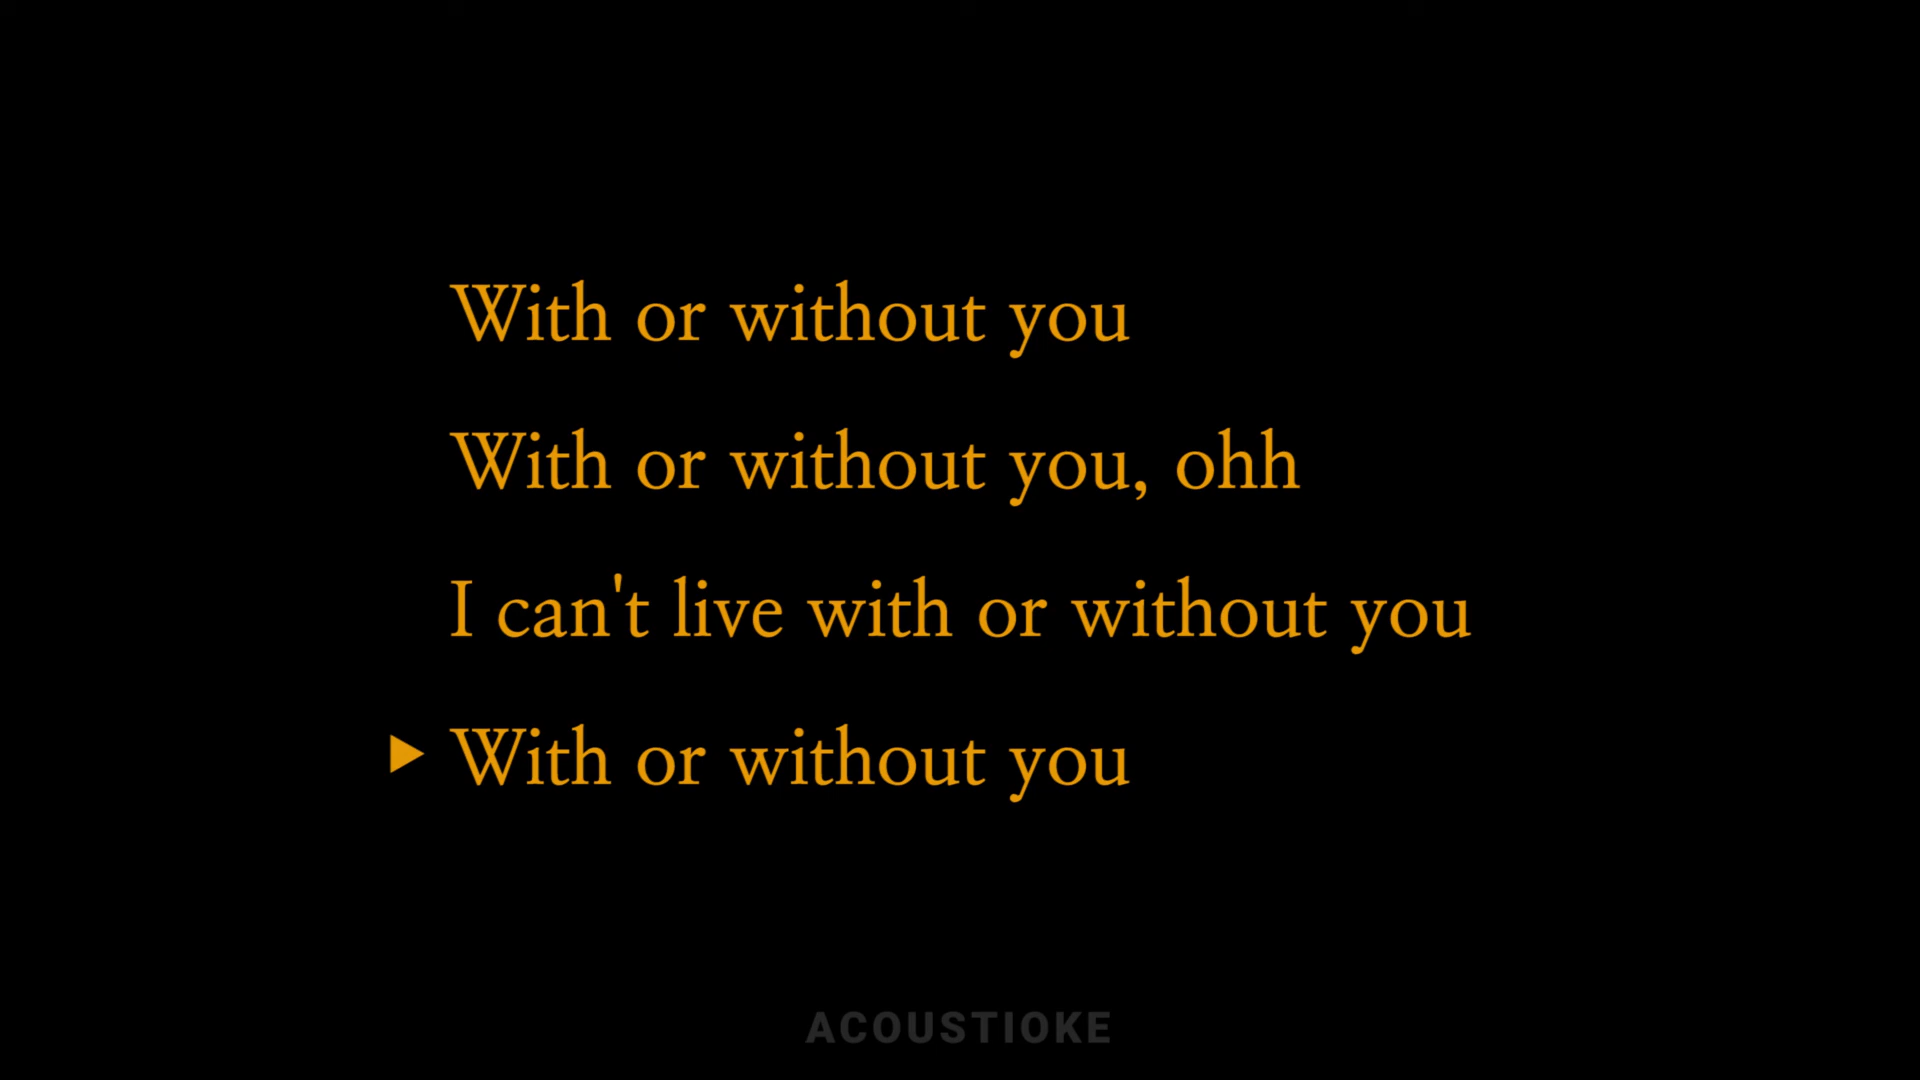 With or without you
With or without you, ohh
I can't live with or without you
▶ With or without you
ACOUSTIOKE